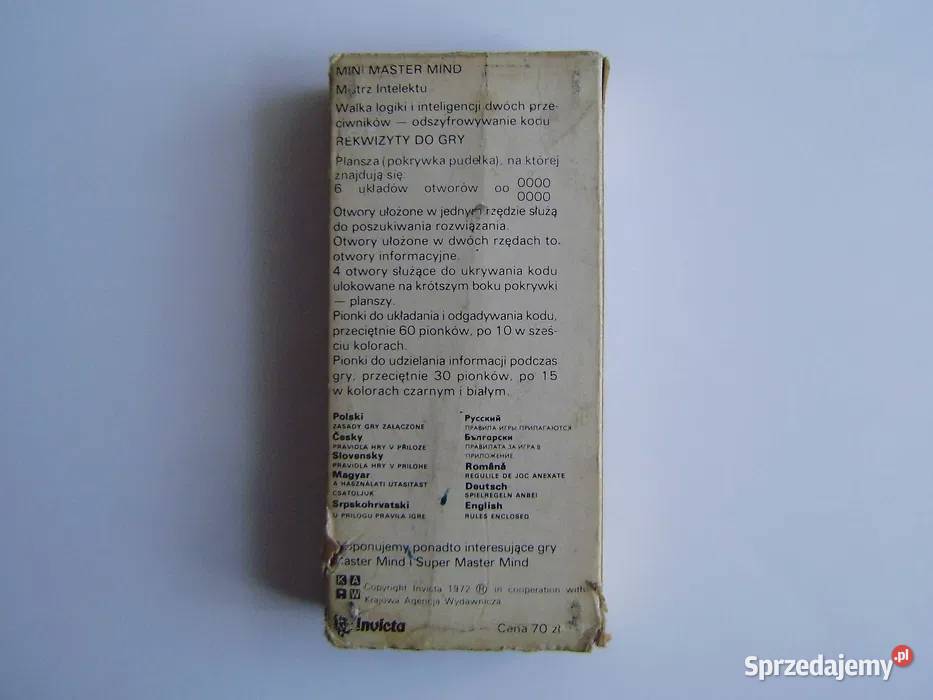 MINI MASTER MIND
Mistrz Intelektu
Walka logiki i inteligencji dwóch prze-
ciwników — odszyfrowywanie kodu
REKWIZYTY DO GRY
Plansza (pokrywka pudełka), na której
znajdują się:
6 układów otworów oo 0000
0000
Otwory ułożone w jednym rzędzie służą
do poszukiwania rozwiązania.
Otwory ułożone w dwóch rzędach to
otwory informacyjne.
4 otwory służące do ukrywania kodu
ulokowane na krótszym boku pokrywki
— planszy.
Pionki do układania i odgadywania kodu,
przeciętnie 60 pionków, po 10 w sześ-
ciu kolorach.
Pionki do udzielania informacji podczas
gry, przeciętnie 30 pionków, po 15
w kolorach czarnym i białym.
Polski
ZASADY GRY ZAŁĄCZONE
Česky
PRAVIDLA HRY V PŘÍLOZE
Slovensky
PRAVIDLA HRY V PRILOHE
Magyar
A HASZNÁLATI UTASITAST
CSATOLJUK
Srpskohrvatski
U PRILOGU PRAVILA IGRE
Русский
ПРАВИЛА ИГРЫ ПРИЛАГАЮТСЯ
Български
ПРАВИЛАТА ЗА ИГРА В
ПРИЛОЖЕНИЕ
Română
REGULILE DE JOC ANEXATE
Deutsch
SPIELREGELN ANBEI
English
RULES ENCLOSED
oponujemy ponadto interesujące gry
aster Mind i Super Master Mind
KA
RW
Copyright Invicta 1972 ® in cooperation with
Krajowa Agencja Wydawnicza
Invicta
Cena 70 zł
Sprzedajemy.pl